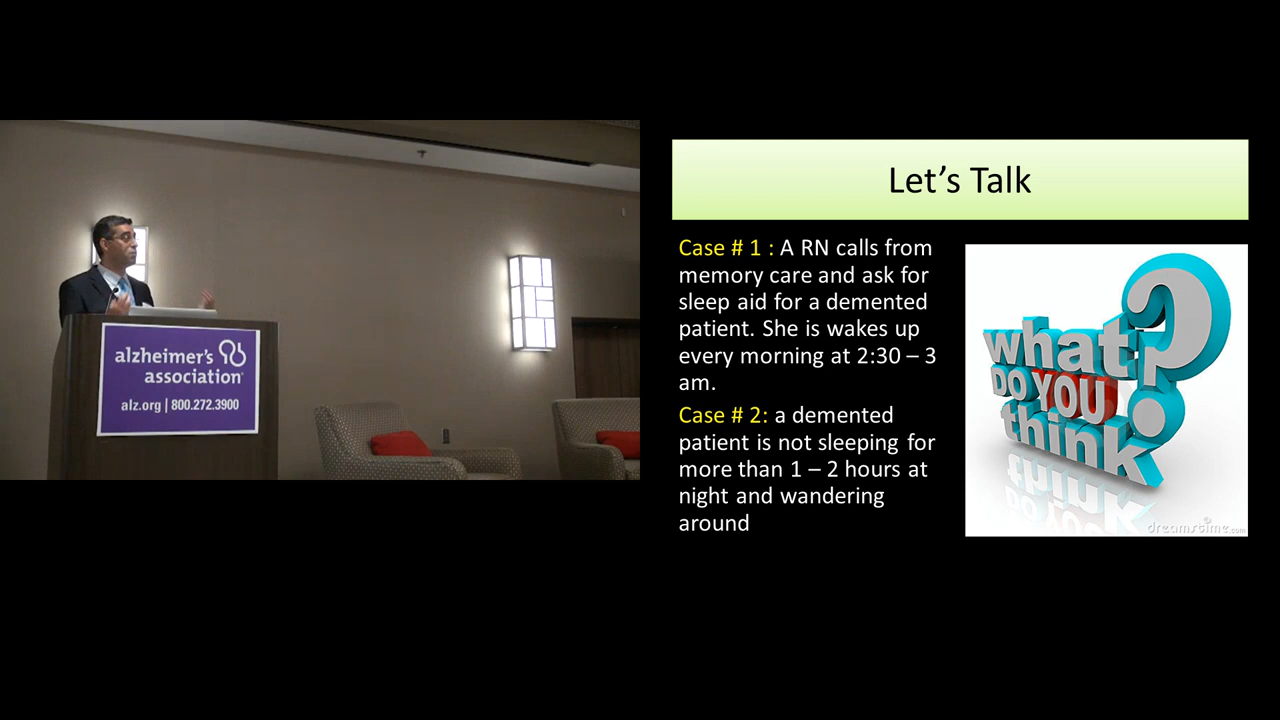 alzheimer's
association
alz.org | 800.272.3900
Let's Talk
Case # 1 : A RN calls from
memory care and ask for
sleep aid for a demented
patient. She is wakes up
every morning at 2:30 – 3
am.
Case # 2: a demented
patient is not sleeping for
more than 1 – 2 hours at
night and wandering
around
what?
DO YOU
think
dreamstime.com